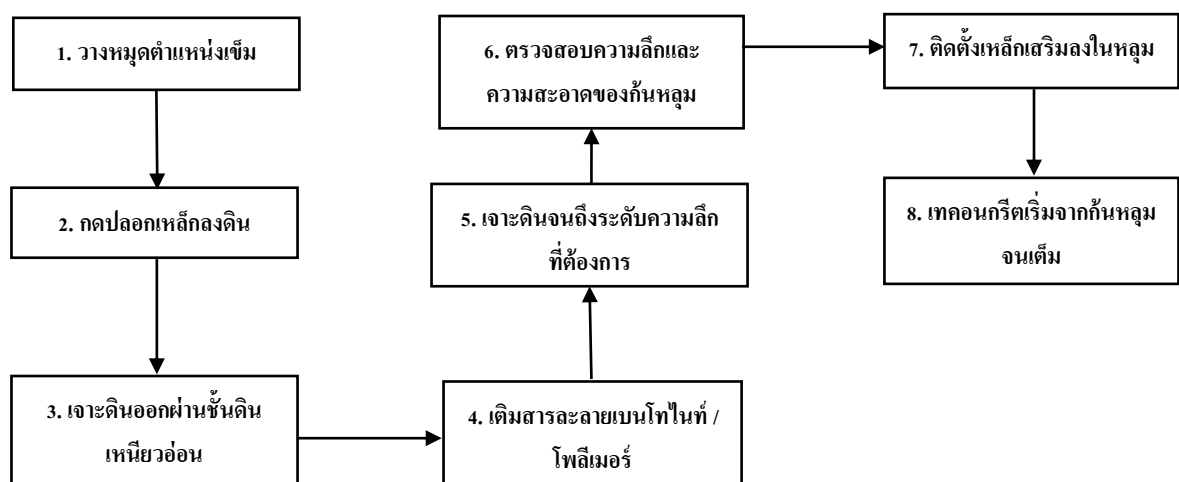 1. วางหมุดตำแหน่งเข็ม
2. กดปลอกเหล็กลงดิน
3. เจาะดินออกผ่านชั้นดิน
เหนียวอ่อน
4. เติมสารละลายเบนโทไนท์ /
โพลีเมอร์
5. เจาะดินจนถึงระดับความลึก
ที่ต้องการ
6. ตรวจสอบความลึกและ
ความสะอาดของก้นหลุม
7. ติดตั้งเหล็กเสริมลงในหลุม
8. เทคอนกรีตเริ่มจากก้นหลุม
จนเต็ม